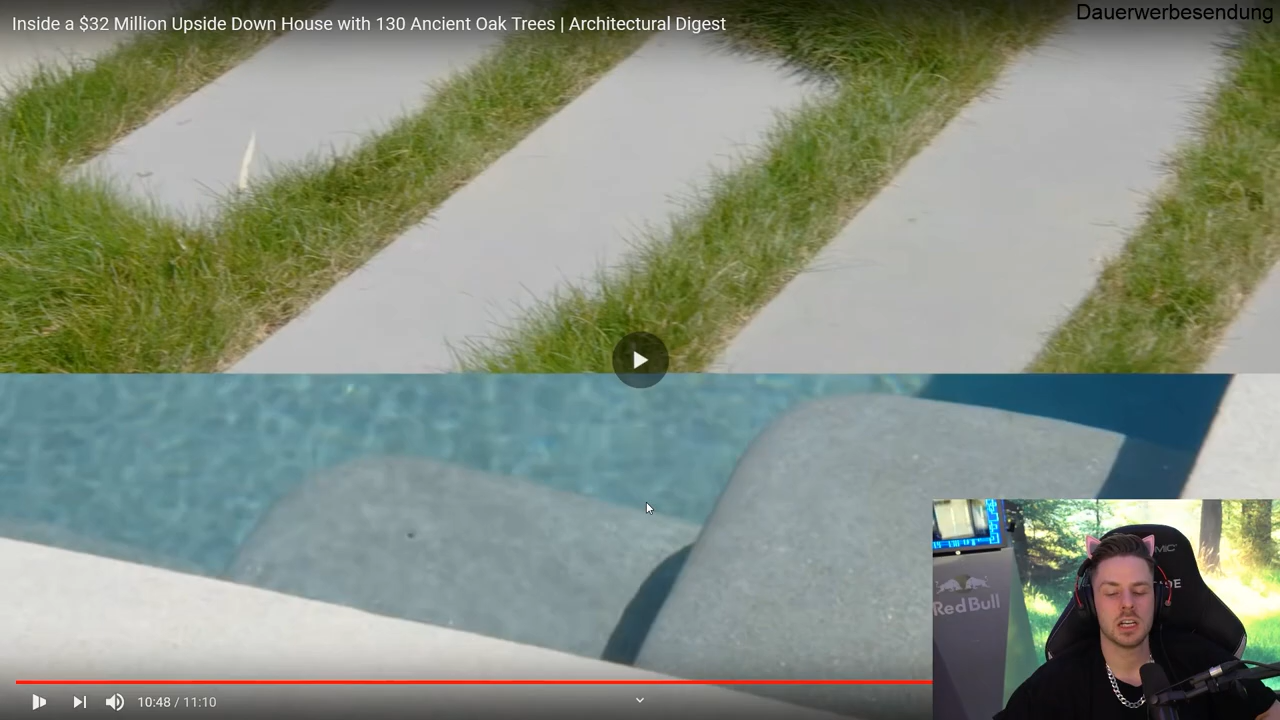 Inside a $32 Million Upside Down House with 130 Ancient Oak Trees | Architectural Digest
Dauerwerbesendung
RedBull
10:48 / 11:10